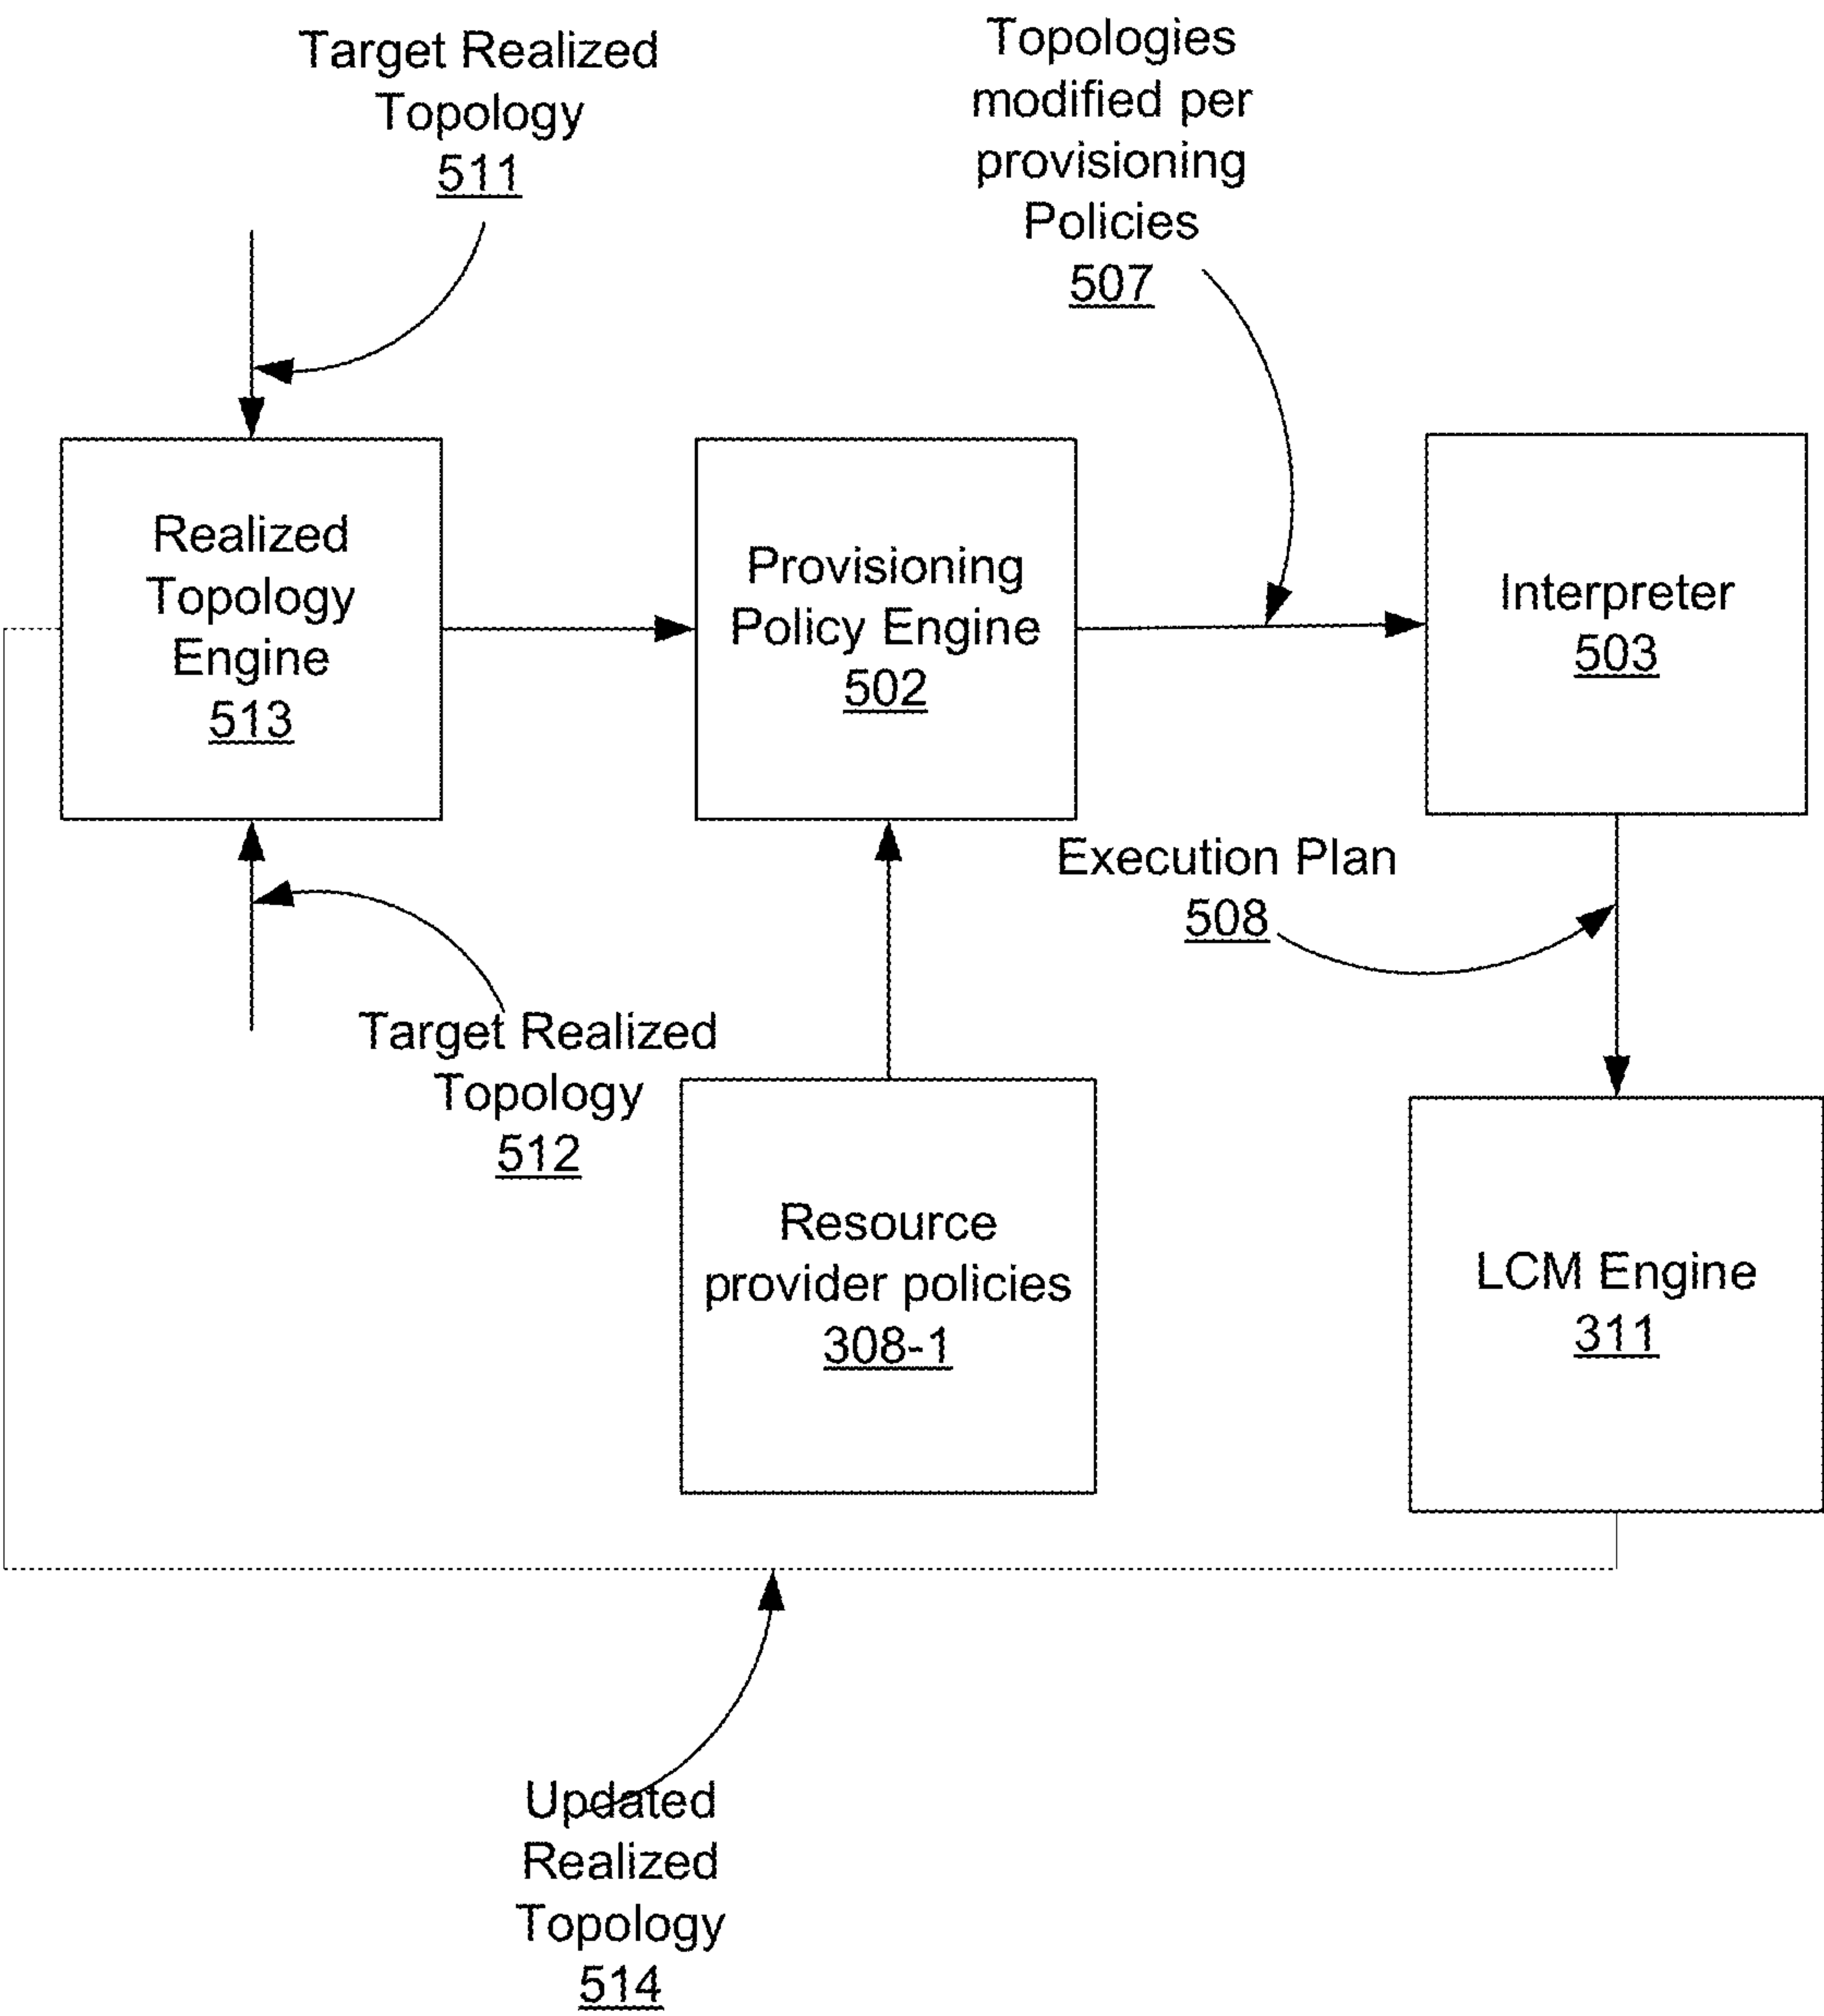 Target Realized
Topology
511
Topologies
modified per
provisioning
Policies
507
Realized
Topology
Engine
513
Provisioning
Policy Engine
502
Interpreter
503
Execution Plan
508
Target Realized
Topology
512
Resource
provider policies
308-1
LCM Engine
311
Updated
Realized
Topology
514